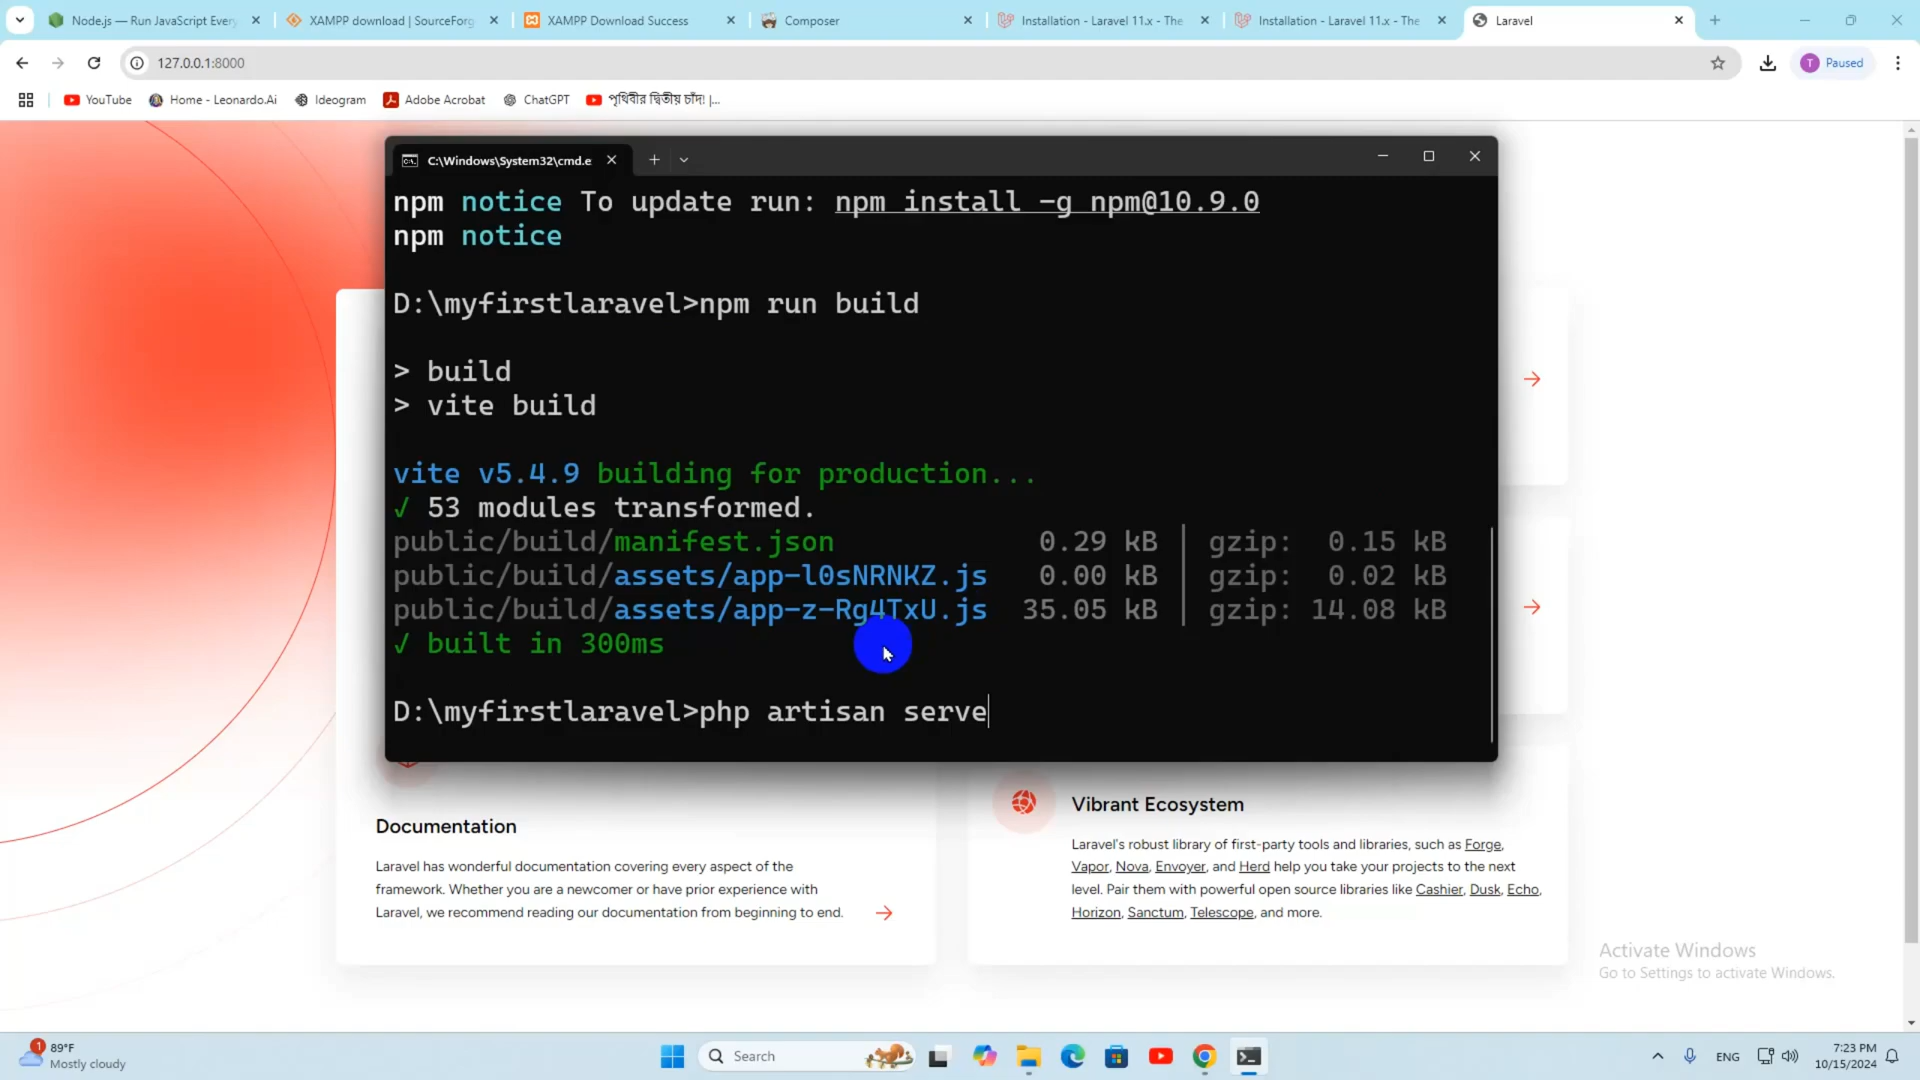 Node.js — Run JavaScript Every
XAMPP download | SourceForg
XAMPP Download Success
Composer
Installation - Laravel 11.x - The
Installation - Laravel 11.x - The
Laravel
127.0.0.1:8000
T Paused
YouTube
Home - Leonardo.Ai
Ideogram
Adobe Acrobat
ChatGPT
পৃথিবীর দ্বিতীয় চাঁদ! |...
C:\Windows\System32\cmd.e
npm notice To update run: npm install -g npm@10.9.0
npm notice
D:\myfirstlaravel>npm run build
> build
> vite build
vite v5.4.9 building for production...
✓ 53 modules transformed.
public/build/manifest.json 0.29 kB │ gzip: 0.15 kB
public/build/assets/app-l0sNRNKZ.js 0.00 kB │ gzip: 0.02 kB
public/build/assets/app-z-Rg4TxU.js 35.05 kB │ gzip: 14.08 kB
✓ built in 300ms
D:\myfirstlaravel>php artisan serve
Documentation
Laravel has wonderful documentation covering every aspect of the
framework. Whether you are a newcomer or have prior experience with
Laravel, we recommend reading our documentation from beginning to end.
Vibrant Ecosystem
Laravel's robust library of first-party tools and libraries, such as Forge,
Vapor, Nova, Envoyer, and Herd help you take your projects to the next
level. Pair them with powerful open source libraries like Cashier, Dusk, Echo,
Horizon, Sanctum, Telescope, and more.
Activate Windows
Go to Settings to activate Windows.
1
89°F
Mostly cloudy
Search
ENG
7:23 PM
10/15/2024